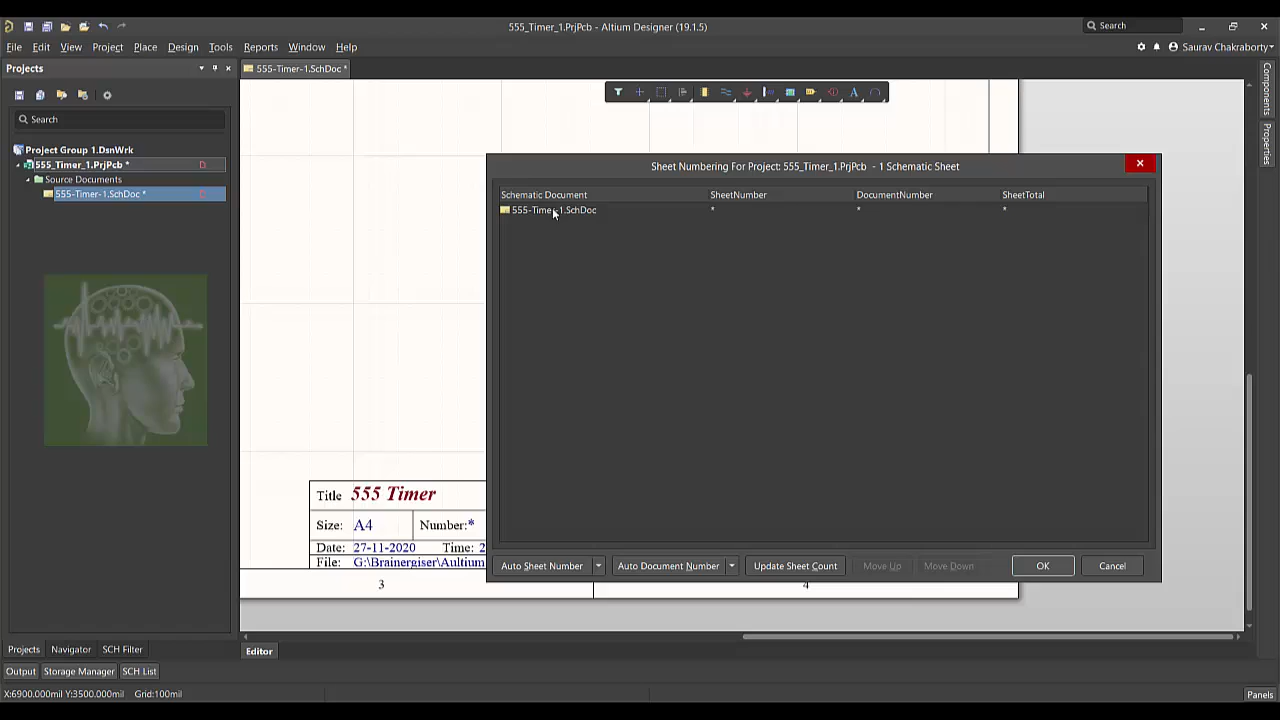 555_Timer_1.PrjPcb - Altium Designer (19.1.5)
Search
File Edit View Project Place Design Tools Reports Window Help
Saurav Chakraborty
Projects
555-Timer-1.SchDoc *
Search
Project Group 1.DsnWrk
555_Timer_1.PrjPcb *
Source Documents
555-Timer-1.SchDoc *
Components
Properties
Sheet Numbering For Project: 555_Timer_1.PrjPcb - 1 Schematic Sheet
Schematic Document SheetNumber DocumentNumber SheetTotal
555-Timer-1.SchDoc * * *
Title 555 Timer
Size: A4 Number:*
Date: 27-11-2020 Time: 2
File: G:\Brainergiser\Aultium
3 4
Auto Sheet Number Auto Document Number Update Sheet Count Move Up Move Down OK Cancel
Projects Navigator SCH Filter
Editor
Output Storage Manager SCH List
X:6900.000mil Y:3500.000mil Grid:100mil
Panels